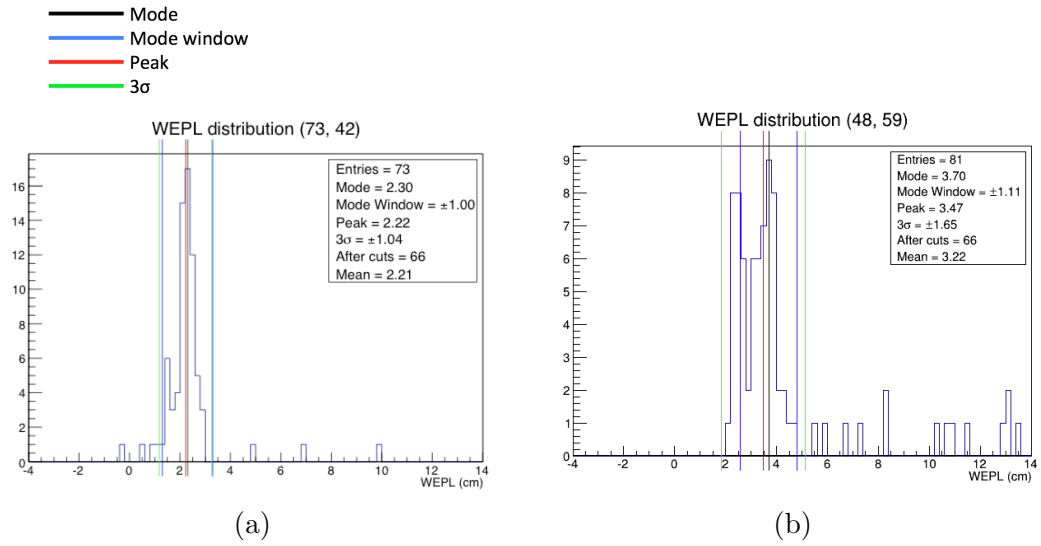 Mode
Mode window
Peak
3σ
WEPL distribution (73, 42)
Entries = 73
Mode = 2.30
Mode Window = ±1.00
Peak = 2.22
3σ = ±1.04
After cuts = 66
Mean = 2.21
16
14
12
10
8
6
4
2
0
-4 -2 0 2 4 6 8 10 12 14
WEPL (cm)
(a)
WEPL distribution (48, 59)
Entries = 81
Mode = 3.70
Mode Window = ±1.11
Peak = 3.47
3σ = ±1.65
After cuts = 66
Mean = 3.22
9
8
7
6
5
4
3
2
1
0
-4 -2 0 2 4 6 8 10 12 14
WEPL (cm)
(b)